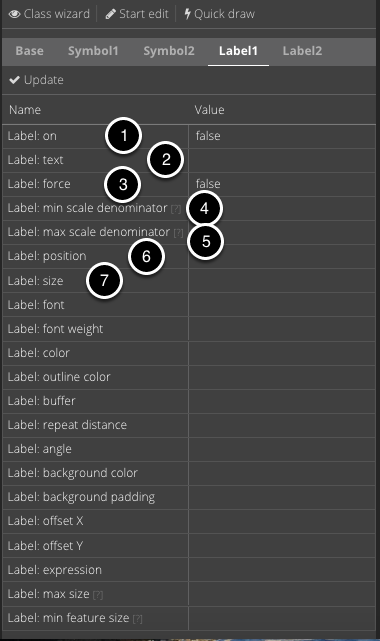 Class wizard Start edit Quick draw
Base Symbol1 Symbol2 Label1 Label2
Update
Name Value
Label: on 1 false
Label: text 2
Label: force 3 false
Label: min scale denominator [?] 4
Label: max scale denominator [?] 5
Label: position 6
Label: size 7
Label: font
Label: font weight
Label: color
Label: outline color
Label: buffer
Label: repeat distance
Label: angle
Label: background color
Label: background padding
Label: offset X
Label: offset Y
Label: expression
Label: max size [?]
Label: min feature size [?]